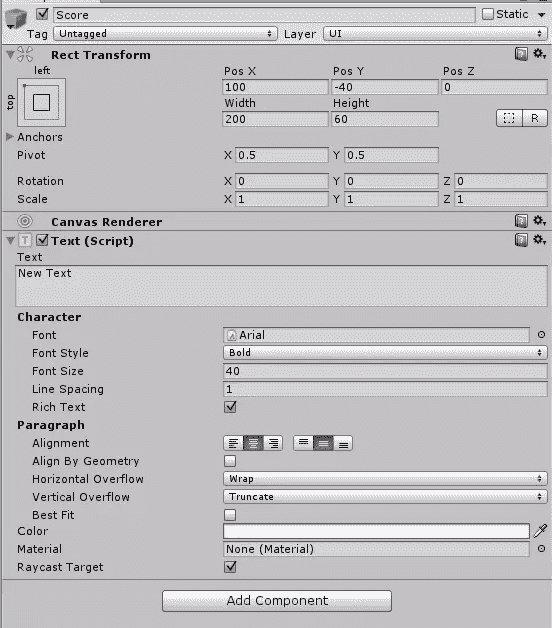 Score Static
Tag Untagged Layer UI
Rect Transform
left Pos X Pos Y Pos Z
top 100 -40 0
Width Height
200 60 R
Anchors
Pivot X 0.5 Y 0.5
Rotation X 0 Y 0 Z 0
Scale X 1 Y 1 Z 1
Canvas Renderer
T Text (Script)
Text
New Text
Character
Font Arial
Font Style Bold
Font Size 40
Line Spacing 1
Rich Text
Paragraph
Alignment
Align By Geometry
Horizontal Overflow Wrap
Vertical Overflow Truncate
Best Fit
Color
Material None (Material)
Raycast Target
Add Component